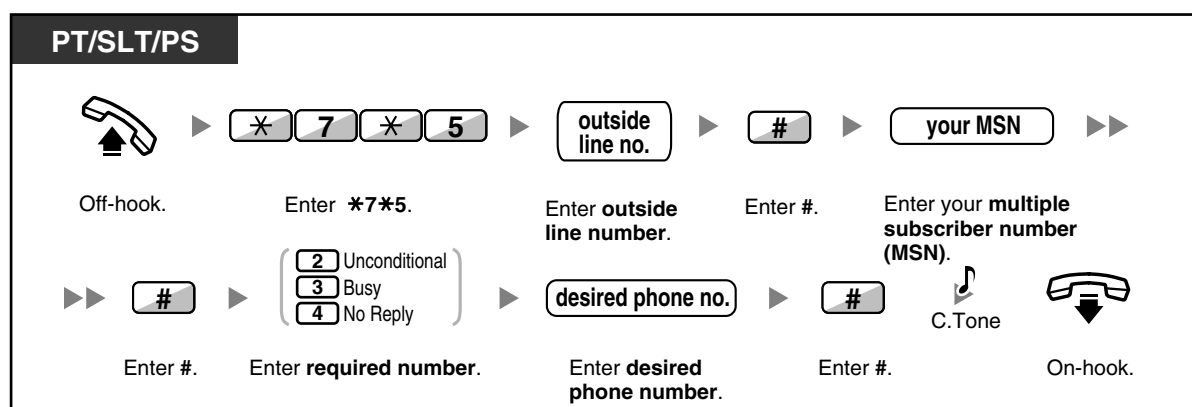 PT/SLT/PS
* 7 * 5
outside
line no.
#
your MSN
Off-hook.
Enter *7*5.
Enter outside
line number.
Enter #.
Enter your multiple
subscriber number
(MSN).
#
2 Unconditional
3 Busy
4 No Reply
desired phone no.
#
C.Tone
Enter #.
Enter required number.
Enter desired
phone number.
Enter #.
On-hook.